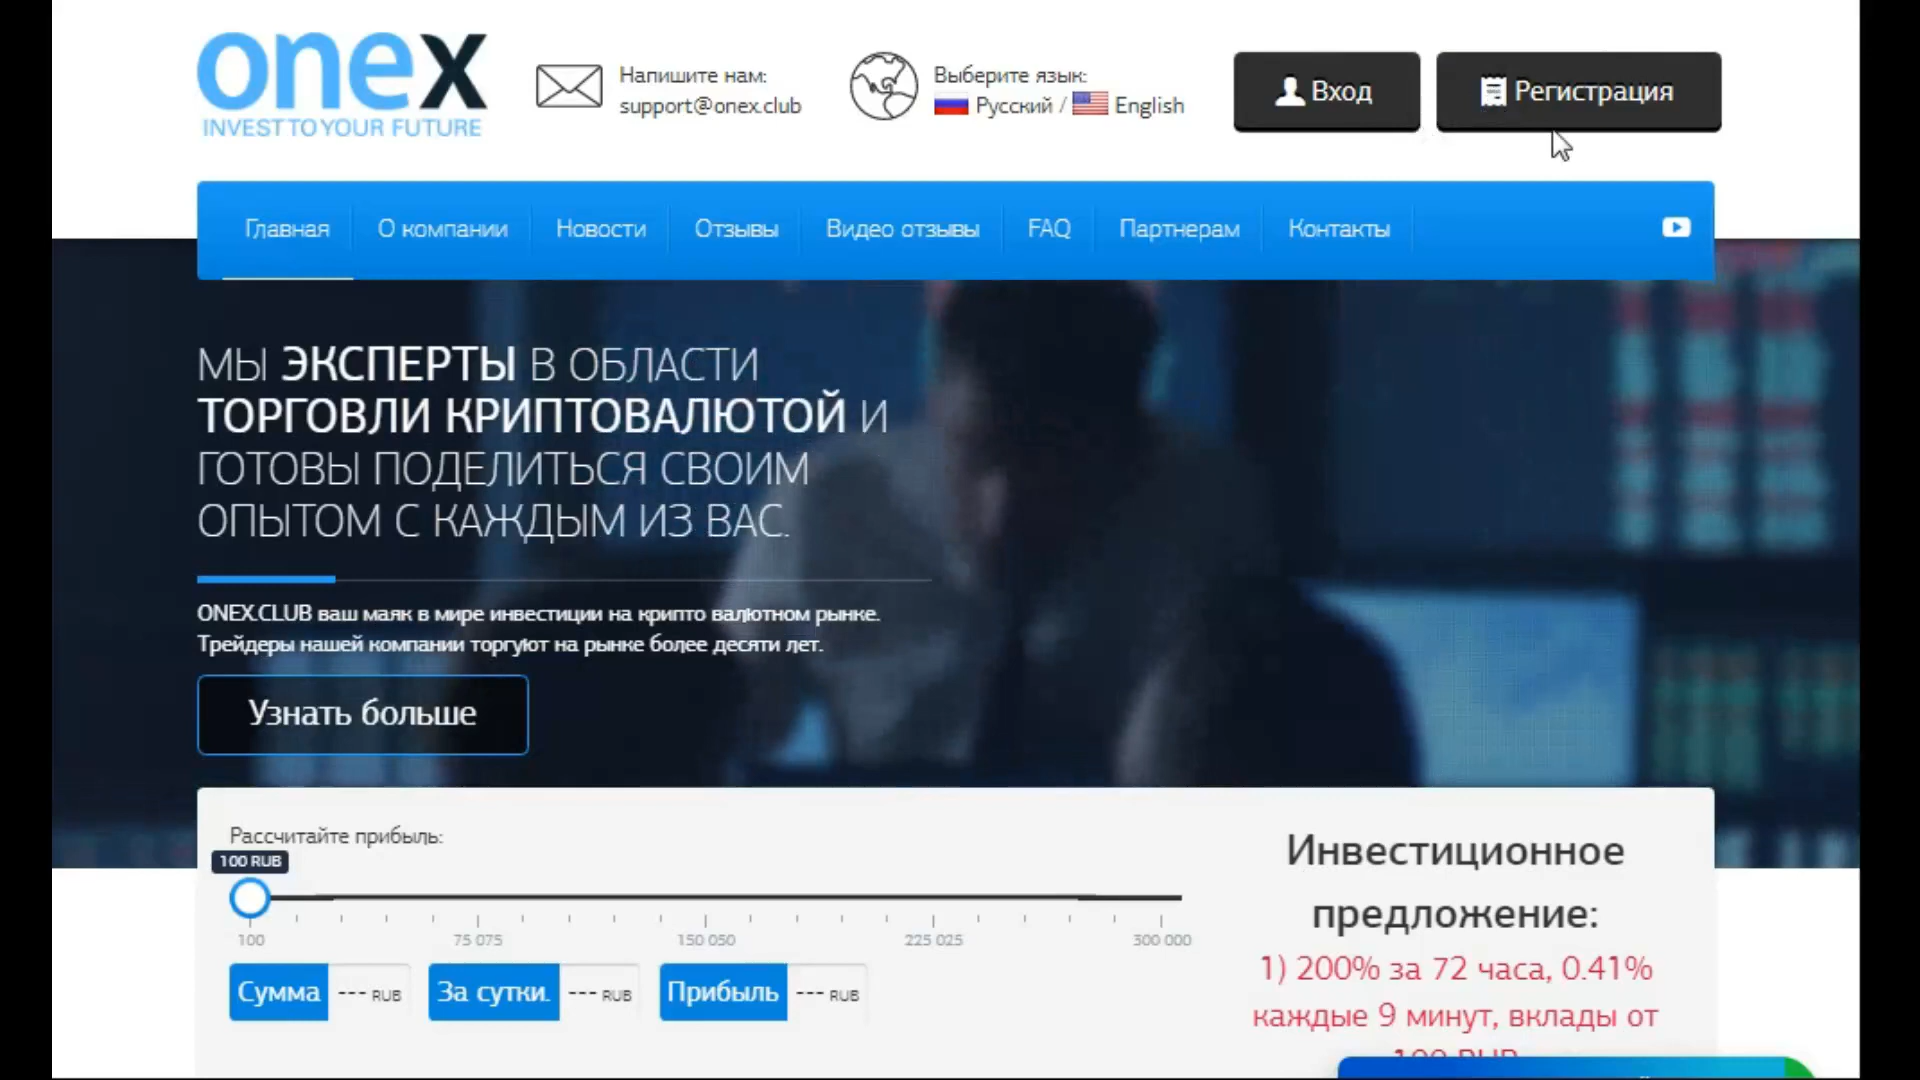 onex
INVEST TO YOUR FUTURE
Напишите нам:
support@onex.club
Выберите язык:
Русский / English
Вход
Регистрация
Главная
О компании
Новости
Отзывы
Видео отзывы
FAQ
Партнерам
Контакты
МЫ ЭКСПЕРТЫ В ОБЛАСТИ
ТОРГОВЛИ КРИПТОВАЛЮТОЙ И
ГОТОВЫ ПОДЕЛИТЬСЯ СВОИМ
ОПЫТОМ С КАЖДЫМ ИЗ ВАС.
ONEX.CLUB ваш маяк в мире инвестиции на крипто валютном рынке.
Трейдеры нашей компании торгуют на рынке более десяти лет.
Узнать больше
Рассчитайте прибыль:
100 RUB
100 75 075 150 050 225 025 300 000
Сумма --- RUB
За сутки. --- RUB
Прибыль --- RUB
Инвестиционное
предложение:
1) 200% за 72 часа, 0.41%
каждые 9 минут, вклады от
100 RUB